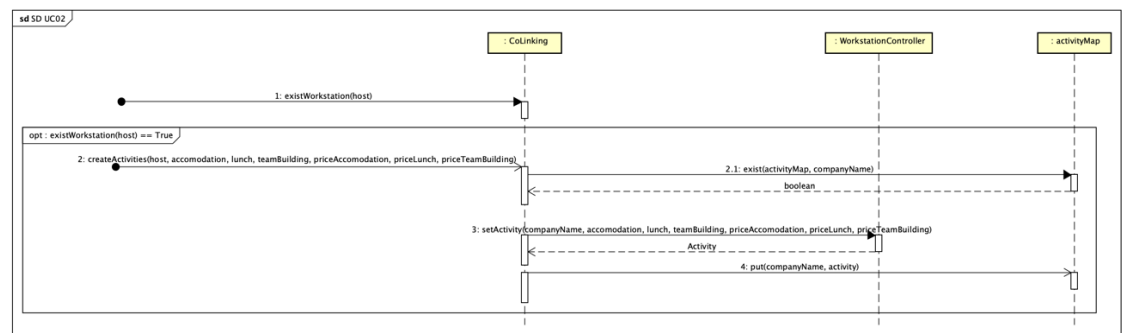 sd SD UC02
: CoLinking
: WorkstationController
: activityMap
1: existWorkstation(host)
opt : existWorkstation(host) == True
2: createActivities(host, accomodation, lunch, teamBuilding, priceAccomodation, priceLunch, priceTeamBuilding)
2.1: exist(activityMap, companyName)
boolean
3: setActivity(companyName, accomodation, lunch, teamBuilding, priceAccomodation, priceLunch, priceTeamBuilding)
Activity
4: put(companyName, activity)